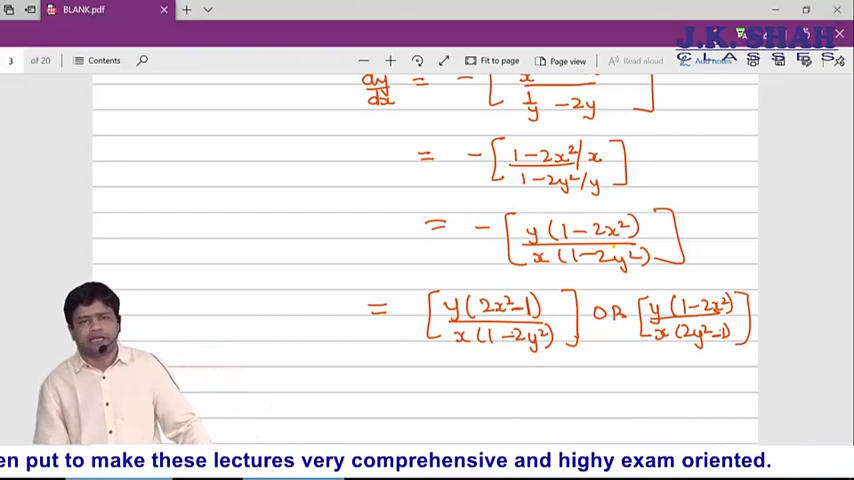 BLANK.pdf
J.K. SHAH
CLASSES
3 of 20 Contents Fit to page Page view Read aloud Add notes
dy/dx = - [ x / 1/y - 2y ]
= - [ 1 - 2x²/x / 1 - 2y²/y ]
= - [ y (1 - 2x²) / x (1 - 2y²) ]
= [ y (2x² - 1) / x (1 - 2y²) ] OR [ y (1 - 2x²) / x (2y² - 1) ]
en put to make these lectures very comprehensive and highy exam oriented.